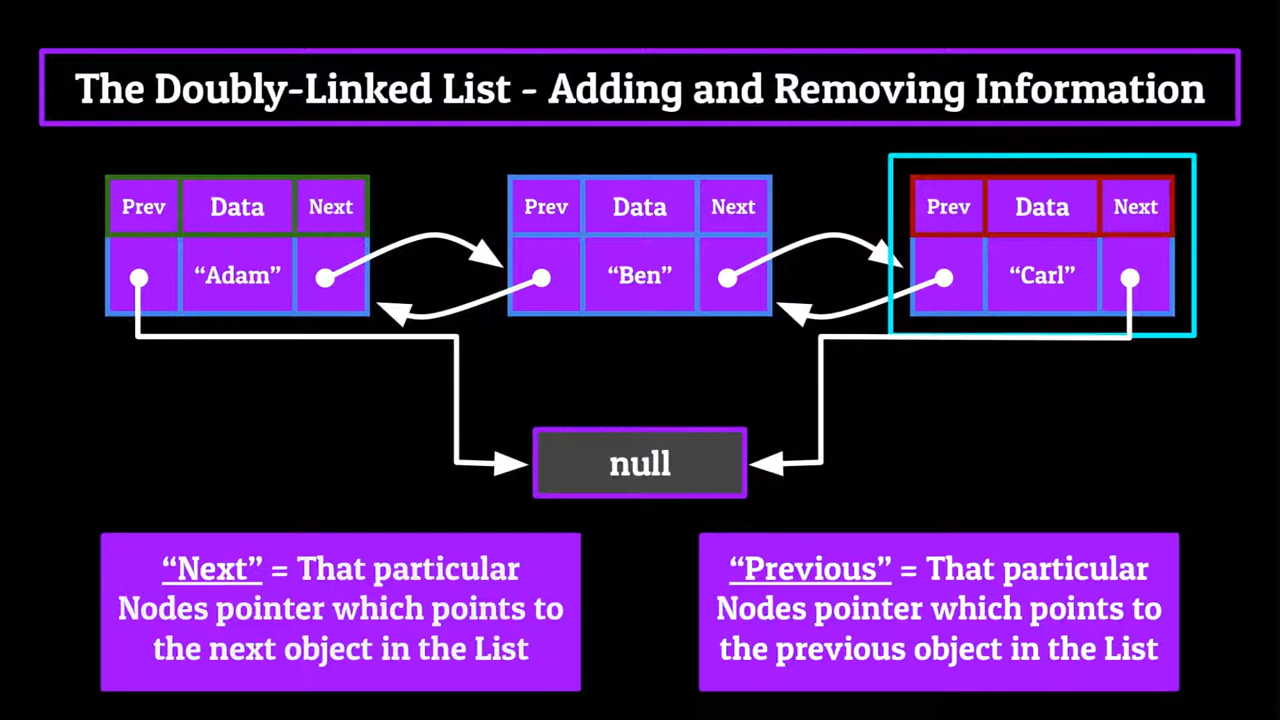 The Doubly-Linked List - Adding and Removing Information
Prev Data Next
“Adam”
Prev Data Next
“Ben”
Prev Data Next
“Carl”
null
“Next” = That particular
Nodes pointer which points to
the next object in the List
“Previous” = That particular
Nodes pointer which points to
the previous object in the List